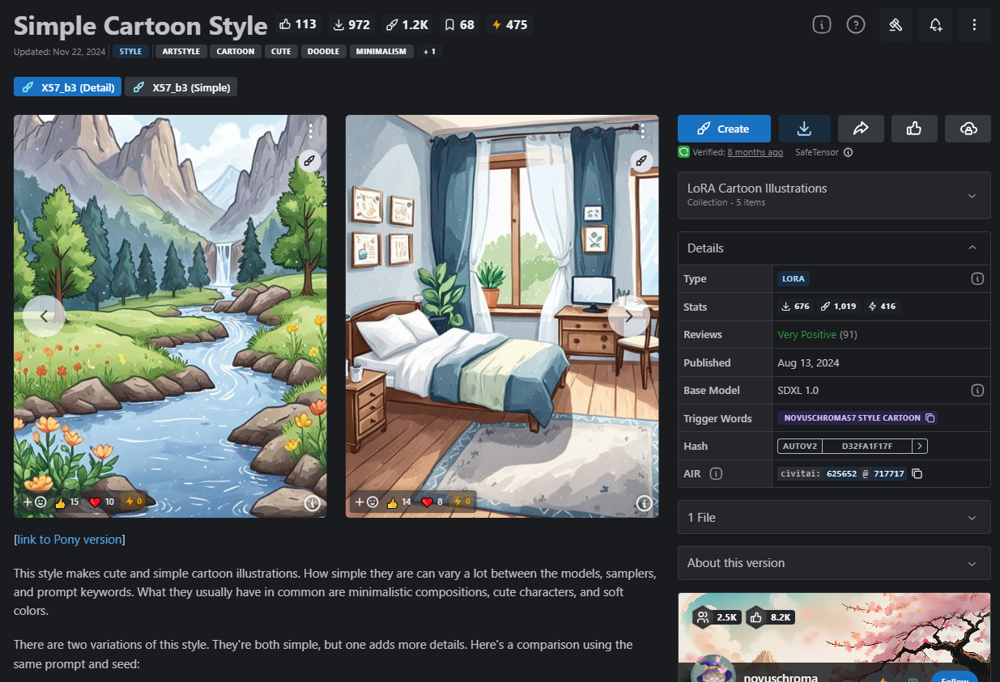 Simple Cartoon Style 113 972 1.2K 68 475
Updated: Nov 22, 2024 STYLE ARTSTYLE CARTOON CUTE DOODLE MINIMALISM + 1
X57_b3 (Detail) X57_b3 (Simple)
15 10 0
14 8 0
[link to Pony version]
This style makes cute and simple cartoon illustrations. How simple they are can vary a lot between the models, samplers,
and prompt keywords. What they usually have in common are minimalistic compositions, cute characters, and soft
colors.
There are two variations of this style. They're both simple, but one adds more details. Here's a comparison using the
same prompt and seed:
Create
Verified: 8 months ago SafeTensor
LoRA Cartoon Illustrations
Collection - 5 items
Details
Type LORA
Stats 676 1,019 416
Reviews Very Positive (91)
Published Aug 13, 2024
Base Model SDXL 1.0
Trigger Words NOVUSCHROMA57 STYLE CARTOON
Hash AUTOV2 D32FA1F17F
AIR civitai: 625652 @ 717717
1 File
About this version
2.5K 8.2K
novuschroma Follow